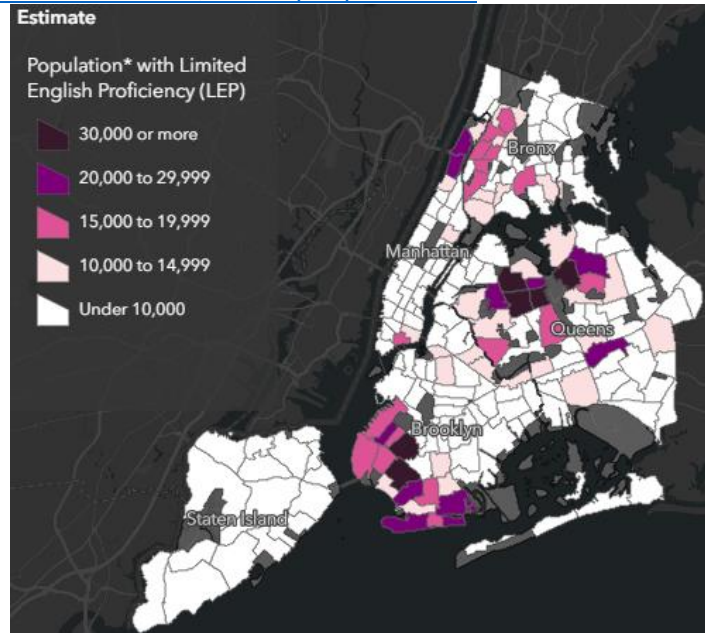 Estimate
Population* with Limited
English Proficiency (LEP)
30,000 or more
20,000 to 29,999
15,000 to 19,999
10,000 to 14,999
Under 10,000
Bronx
Manhattan
Queens
Brooklyn
Staten Island